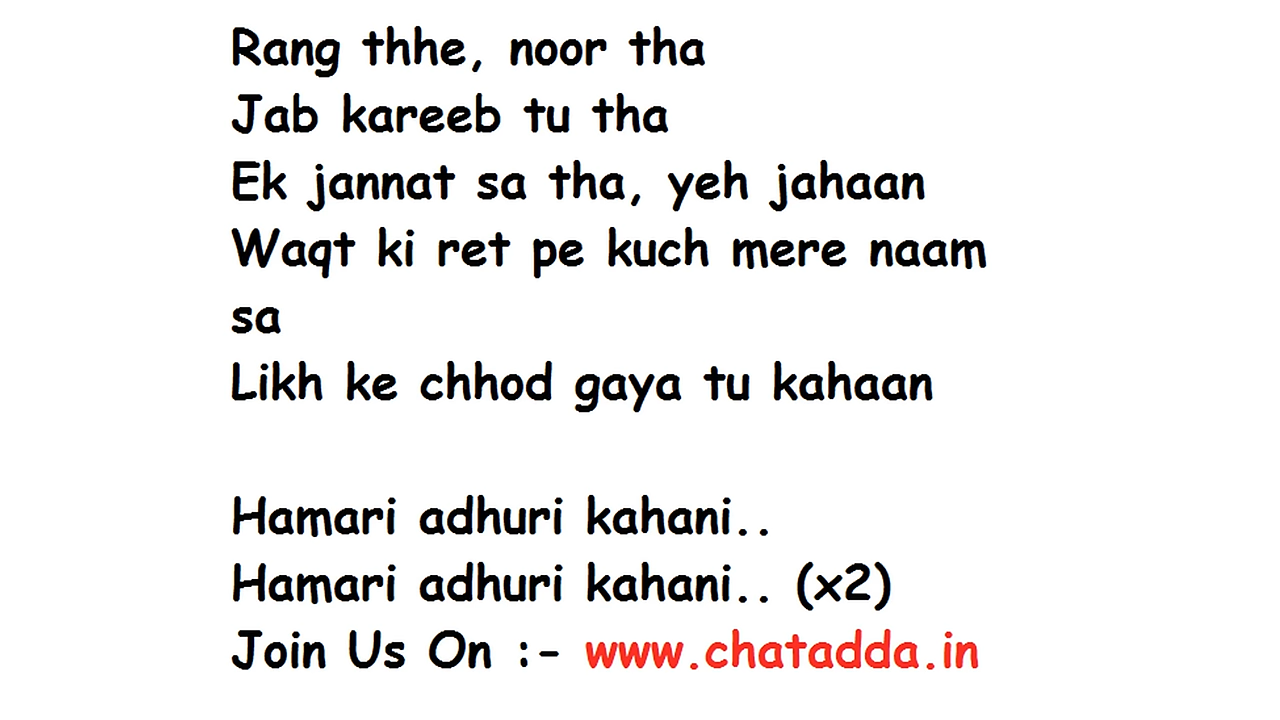 Rang thhe, noor tha
Jab kareeb tu tha
Ek jannat sa tha, yeh jahaan
Waqt ki ret pe kuch mere naam
sa
Likh ke chhod gaya tu kahaan
Hamari adhuri kahani..
Hamari adhuri kahani.. (x2)
Join Us On :- www.chatadda.in